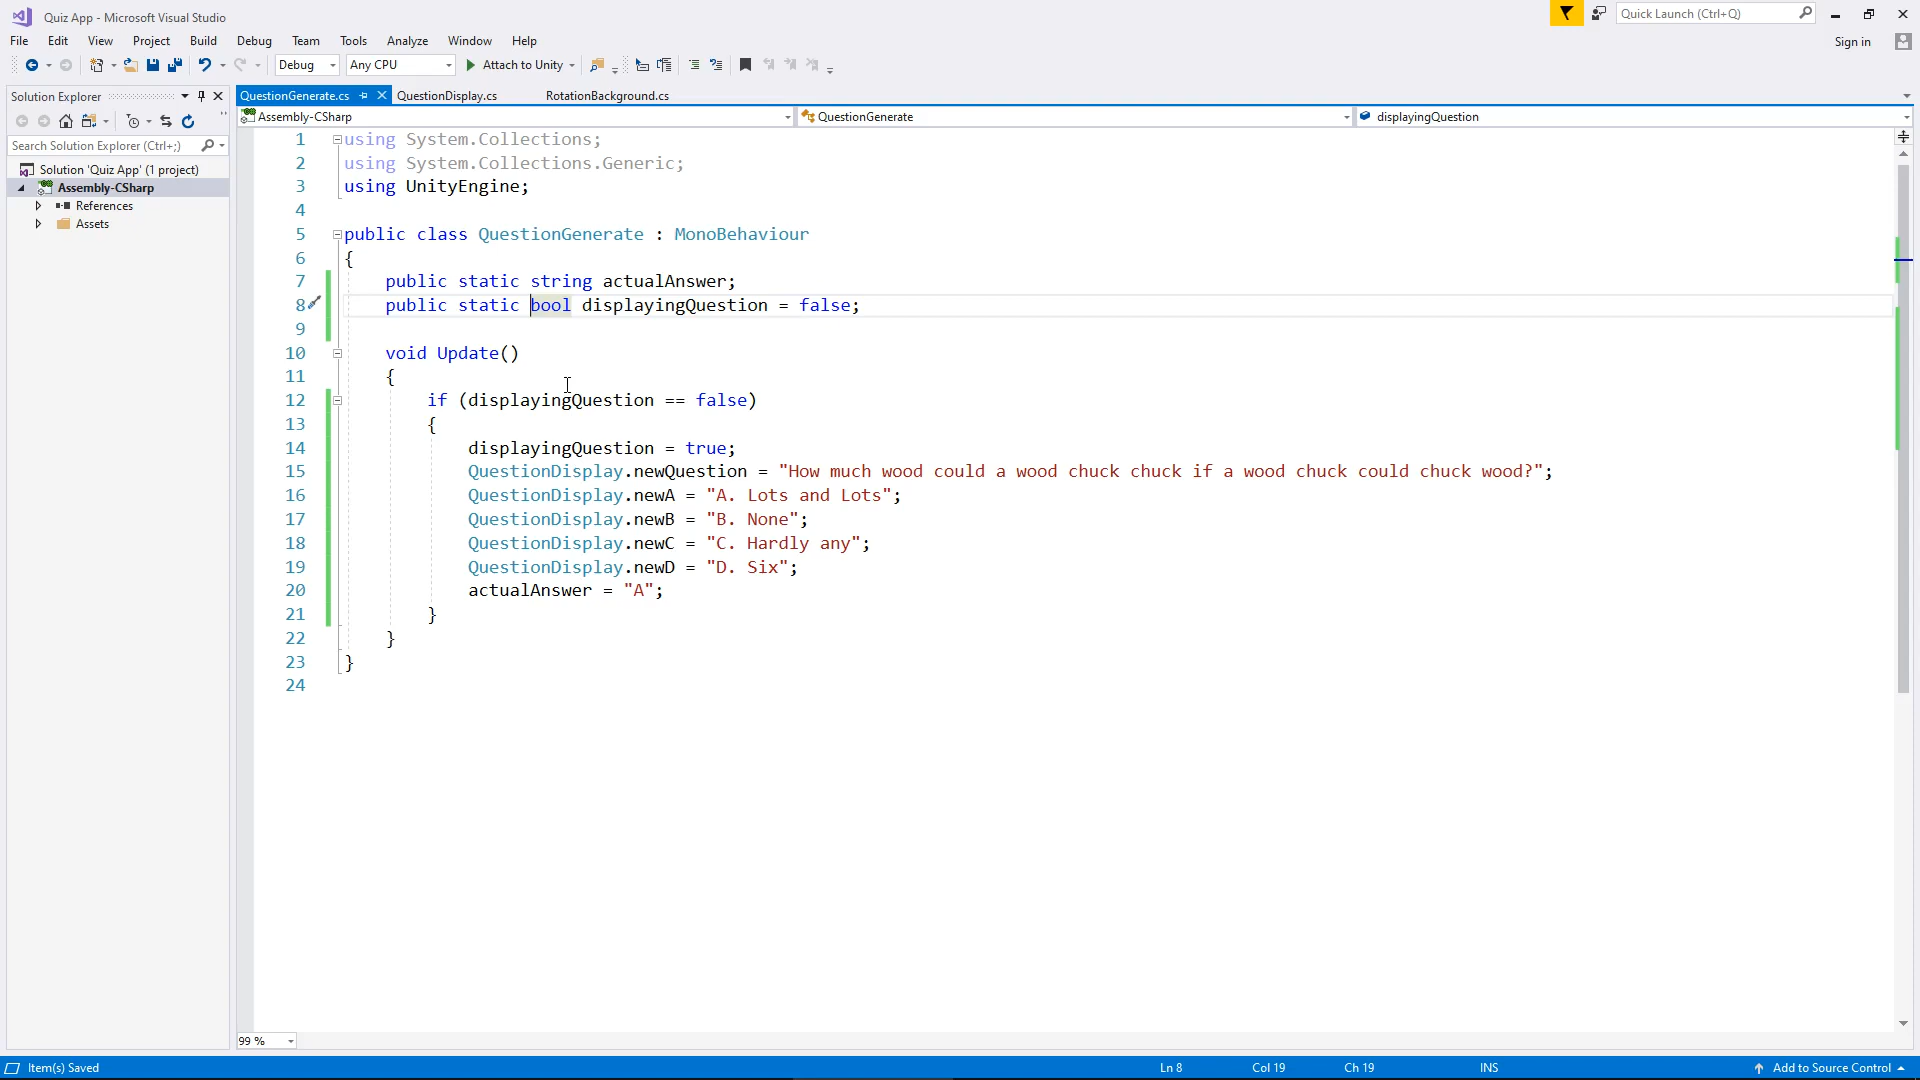 Quiz App - Microsoft Visual Studio
Quick Launch (Ctrl+Q)
File Edit View Project Build Debug Team Tools Analyze Window Help
Sign in
Debug Any CPU Attach to Unity
Solution Explorer
QuestionGenerate.cs QuestionDisplay.cs RotationBackground.cs
Assembly-CSharp QuestionGenerate displayingQuestion
Search Solution Explorer (Ctrl+;)
Solution 'Quiz App' (1 project)
Assembly-CSharp
References
Assets
1 using System.Collections;
2 using System.Collections.Generic;
3 using UnityEngine;
4
5 public class QuestionGenerate : MonoBehaviour
6 {
7 public static string actualAnswer;
8 public static bool displayingQuestion = false;
9
10 void Update()
11 {
12 if (displayingQuestion == false)
13 {
14 displayingQuestion = true;
15 QuestionDisplay.newQuestion = "How much wood could a wood chuck chuck if a wood chuck could chuck wood?";
16 QuestionDisplay.newA = "A. Lots and Lots";
17 QuestionDisplay.newB = "B. None";
18 QuestionDisplay.newC = "C. Hardly any";
19 QuestionDisplay.newD = "D. Six";
20 actualAnswer = "A";
21 }
22 }
23 }
24
99 %
Item(s) Saved Ln 8 Col 19 Ch 19 INS Add to Source Control